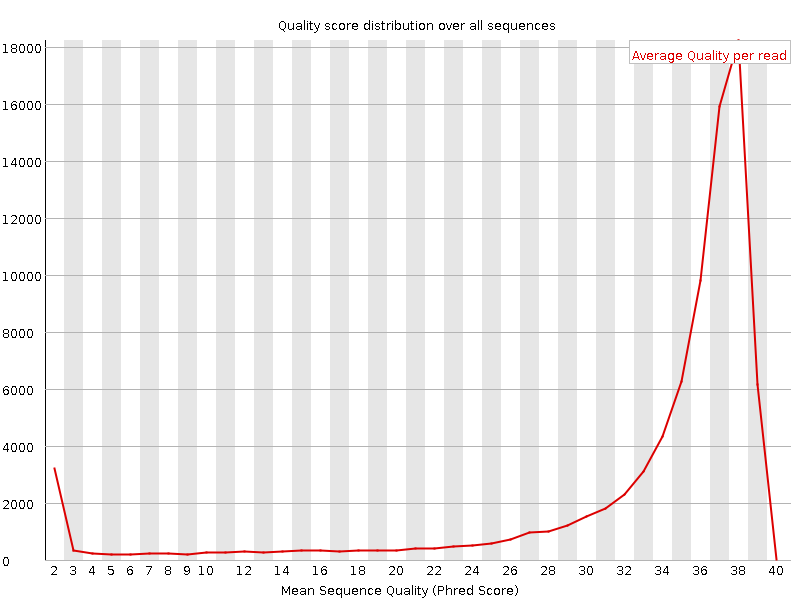 Quality score distribution over all sequences
Average Quality per read
18000
16000
14000
12000
10000
8000
6000
4000
2000
0
2 3 4 5 6 7 8 9 10 12 14 16 18 20 22 24 26 28 30 32 34 36 38 40
Mean Sequence Quality (Phred Score)